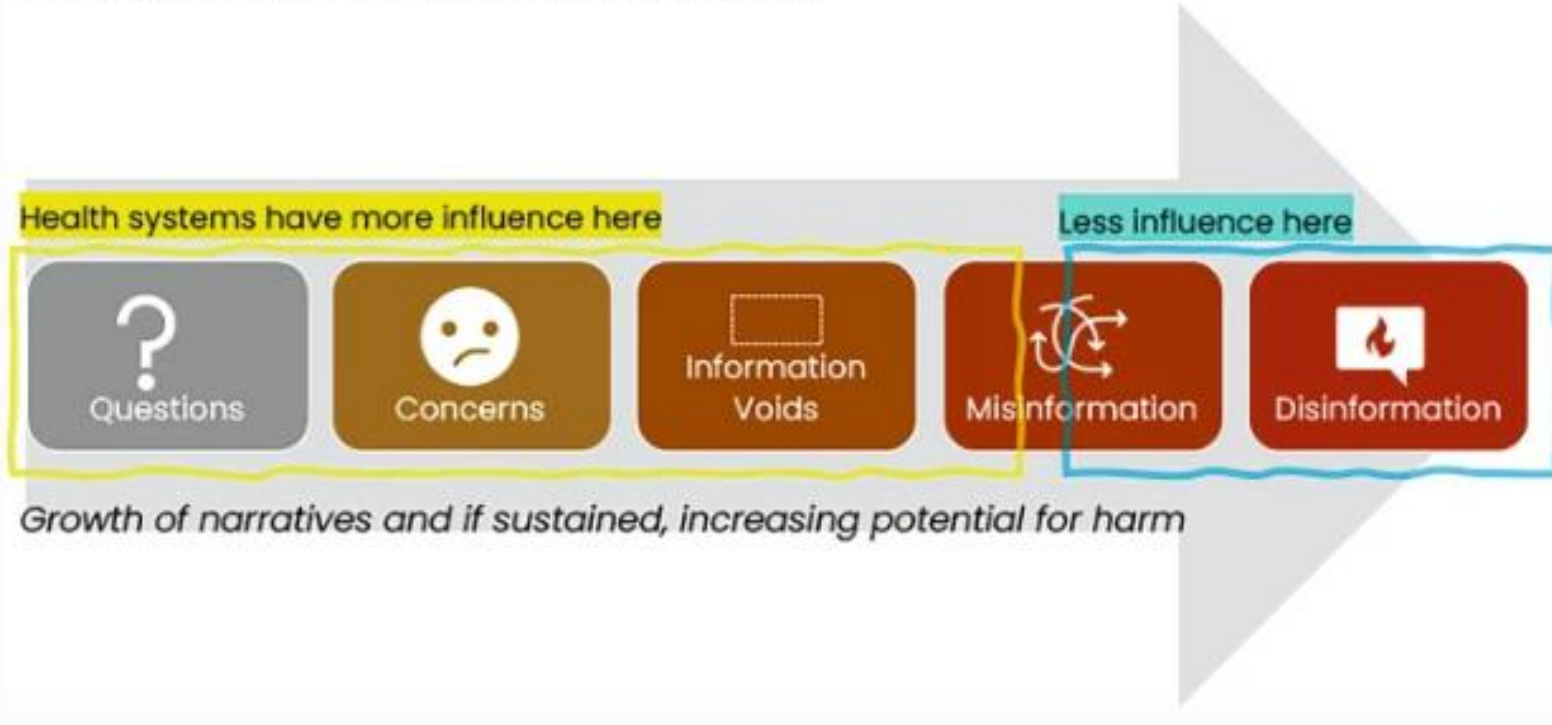 Health systems have more influence here
Less influence here
Questions
Concerns
Information
Voids
Misinformation
Disinformation
Growth of narratives and if sustained, increasing potential for harm